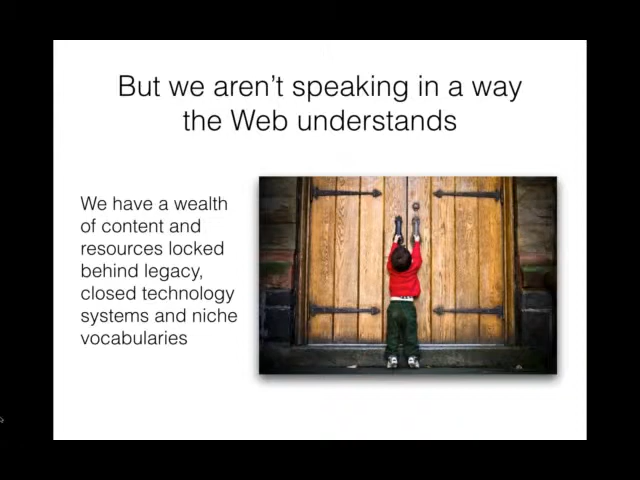 But we aren't speaking in a way
the Web understands
We have a wealth
of content and
resources locked
behind legacy,
closed technology
systems and niche
vocabularies